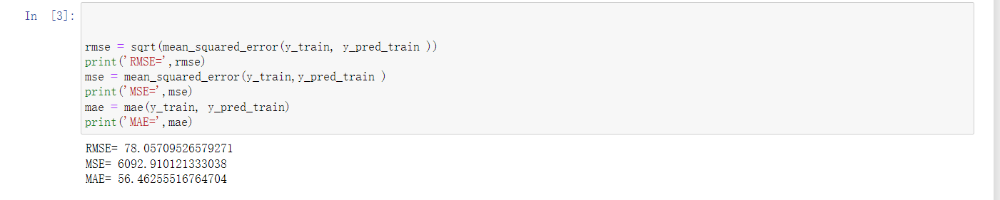 In [3]:
rmse = sqrt(mean_squared_error(y_train, y_pred_train ))
print('RMSE=',rmse)
mse = mean_squared_error(y_train,y_pred_train )
print('MSE=',mse)
mae = mae(y_train, y_pred_train)
print('MAE=',mae)
RMSE= 78.05709526579271
MSE= 6092.910121333038
MAE= 56.46255516764704